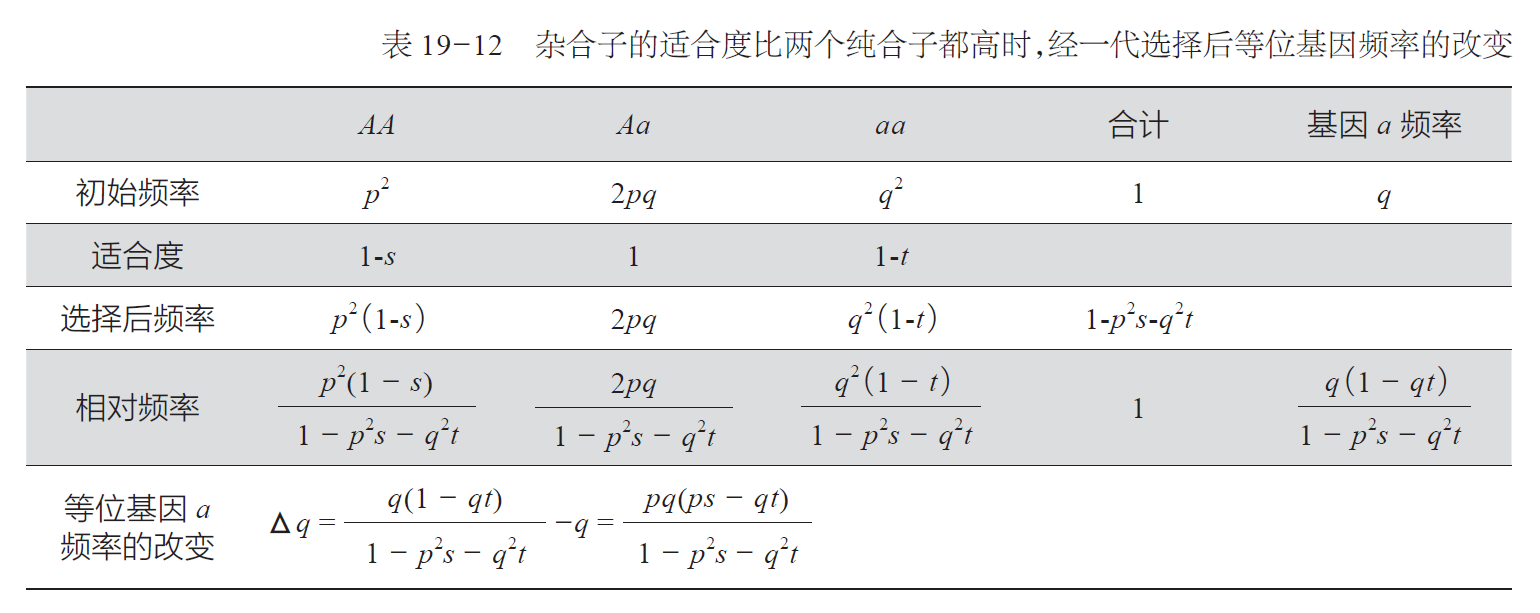 表 19-12 杂合子的适合度比两个纯合子都高时,经一代选择后等位基因频率的改变
AA Aa aa 合计 基因 a 频率
初始频率 p² 2pq q² 1 q
适合度 1-s 1 1-t
选择后频率 p²(1-s) 2pq q²(1-t) 1-p²s-q²t
相对频率 p²(1 − s)/(1 − p²s − q²t) 2pq/(1 − p²s − q²t) q²(1 − t)/(1 − p²s − q²t) 1 q(1 − qt)/(1 − p²s − q²t)
等位基因 a
频率的改变 Δq = q(1 − qt)/(1 − p²s − q²t) −q = pq(ps − qt)/(1 − p²s − q²t)